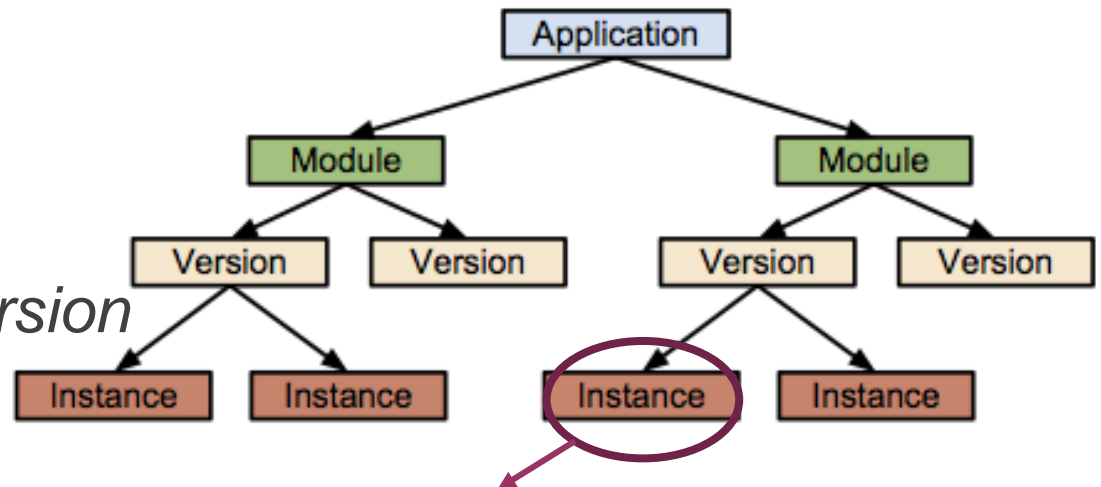 Application
Module Module
Version Version Version Version
rsion
Instance Instance Instance Instance